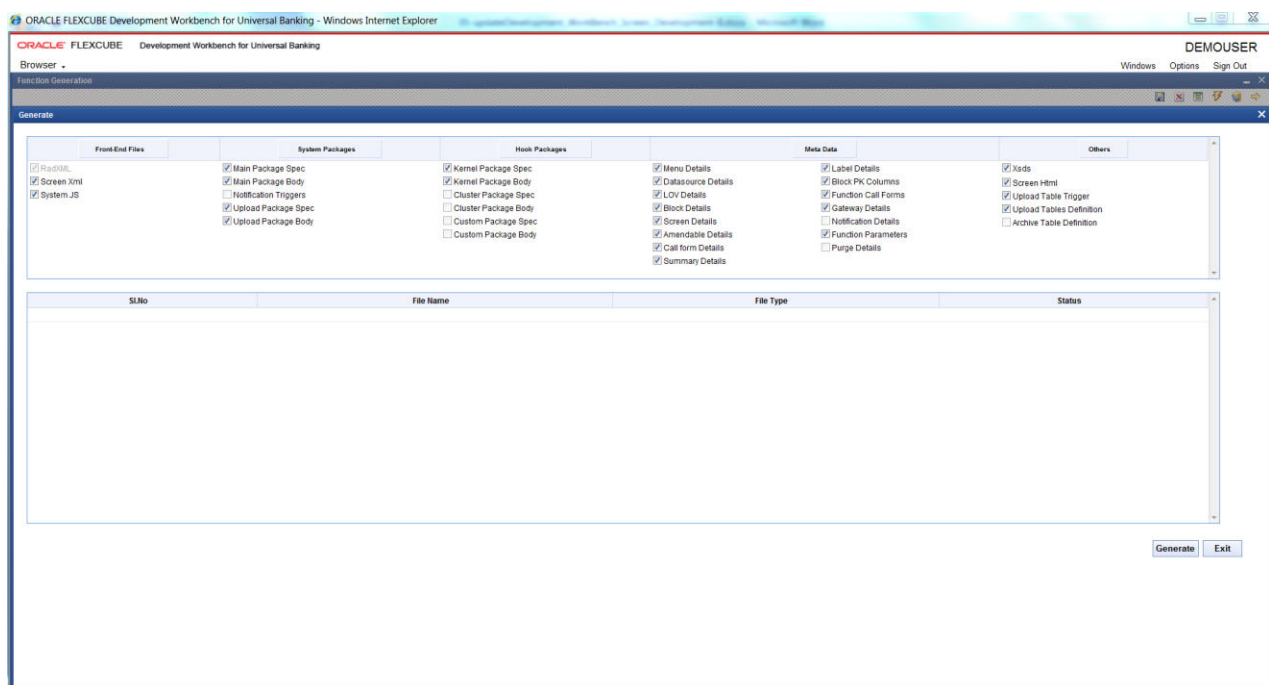 ORACLE FLEXCUBE Development Workbench for Universal Banking - Windows Internet Explorer
ORACLE FLEXCUBE Development Workbench for Universal Banking
DEMOUSER
Browser
Windows Options Sign Out
Function Generation
Generate
Front-End Files System Packages Hook Packages Meta Data Others
RadXML Main Package Spec Kernel Package Spec Menu Details Label Details Xsds
Screen Xml Main Package Body Kernel Package Body Datasource Details Block PK Columns Screen Html
System JS Notification Triggers Cluster Package Spec LOV Details Function Call Forms Upload Table Trigger
Upload Package Spec Cluster Package Body Block Details Gateway Details Upload Tables Definition
Upload Package Body Custom Package Spec Screen Details Notification Details Archive Table Definition
Custom Package Body Amendable Details Function Parameters
Call form Details Purge Details
Summary Details
Sl.No File Name File Type Status
Generate Exit